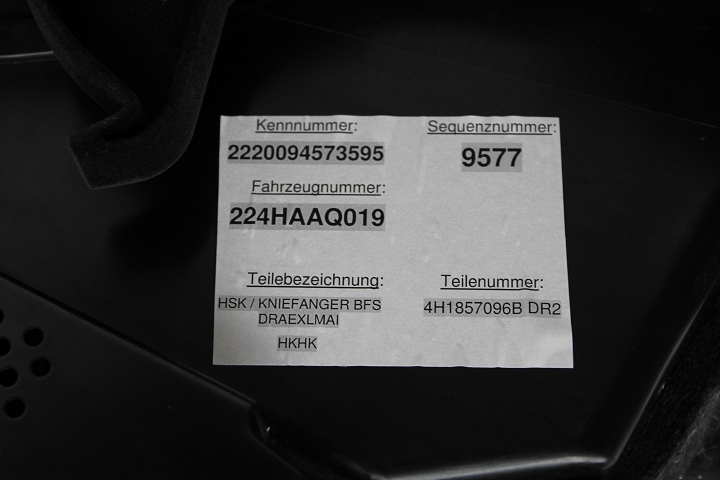 Kennnummer:
Sequenznummer:
2220094573595
9577
Fahrzeugnummer:
224HAAQ019
Teilebezeichnung:
Teilenummer:
HSK / KNIEFANGER BFS
DRAEXLMAI
4H1857096B DR2
HKHK